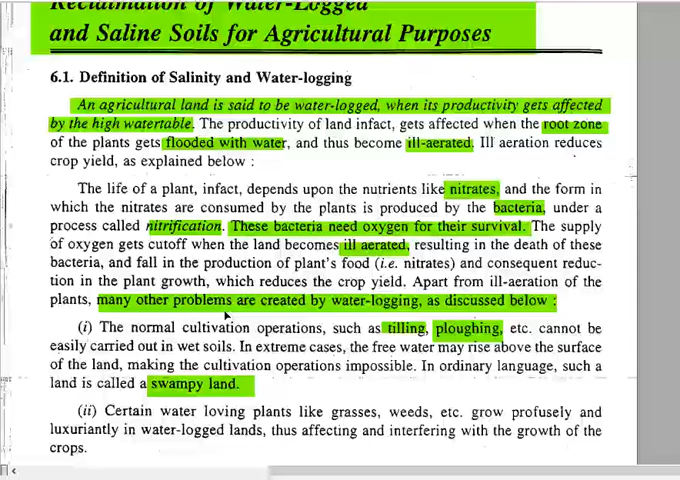 Reclamation of Water-Logged
and Saline Soils for Agricultural Purposes
6.1. Definition of Salinity and Water-logging
An agricultural land is said to be water-logged, when its productivity gets affected
by the high watertable. The productivity of land infact, gets affected when the root zone
of the plants gets flooded with water, and thus become ill-aerated. Ill aeration reduces
crop yield, as explained below :
The life of a plant, infact, depends upon the nutrients like nitrates, and the form in
which the nitrates are consumed by the plants is produced by the bacteria, under a
process called nitrification. These bacteria need oxygen for their survival. The supply
of oxygen gets cutoff when the land becomes ill aerated, resulting in the death of these
bacteria, and fall in the production of plant's food (i.e. nitrates) and consequent reduc-
tion in the plant growth, which reduces the crop yield. Apart from ill-aeration of the
plants, many other problems are created by water-logging, as discussed below :
(i) The normal cultivation operations, such as tilling, ploughing, etc. cannot be
easily carried out in wet soils. In extreme cases, the free water may rise above the surface
of the land, making the cultivation operations impossible. In ordinary language, such a
land is called a swampy land.
(ii) Certain water loving plants like grasses, weeds, etc. grow profusely and
luxuriantly in water-logged lands, thus affecting and interfering with the growth of the
crops.